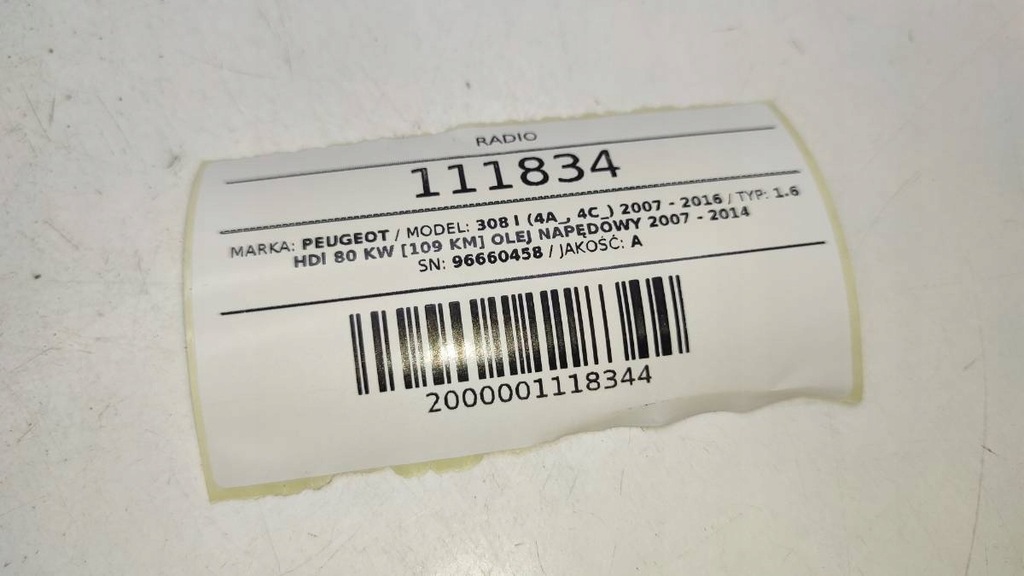 RADIO
111834
MARKA: PEUGEOT / MODEL: 308 I (4A_, 4C_) 2007 - 2016 / TYP: 1.6
HDI 80 KW [109 KM] OLEJ NAPĘDOWY 2007 - 2014
SN: 96660458 / JAKOŚĆ: A
2000001118344